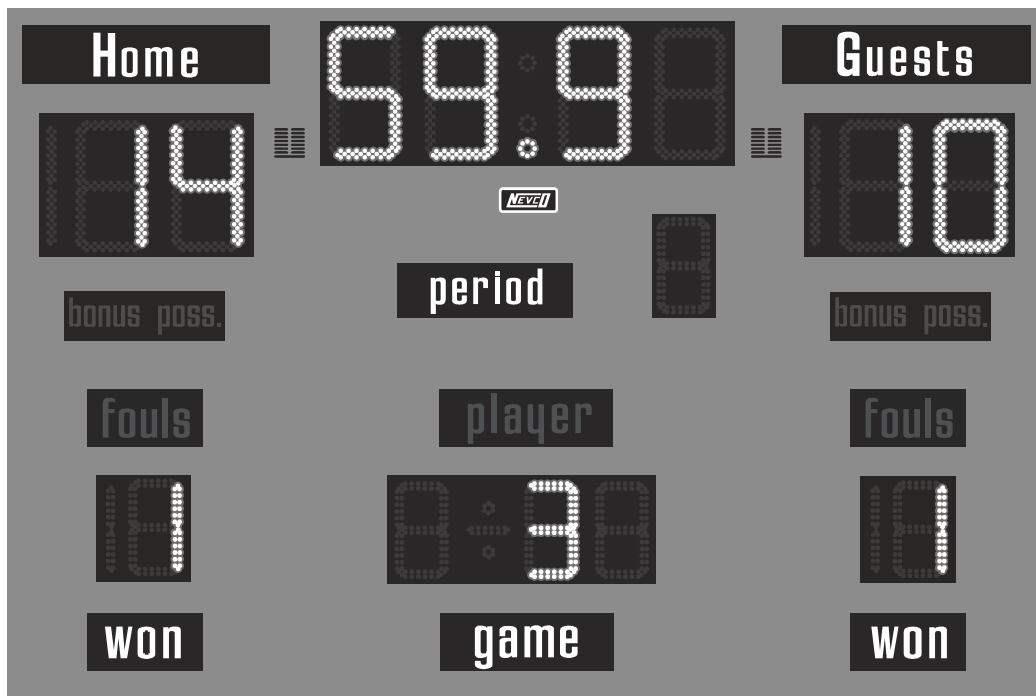 Home 59.9 Guests
14 10
NEVCO
period
bonus poss. bonus poss.
fouls player fouls
1 3 1
won game won